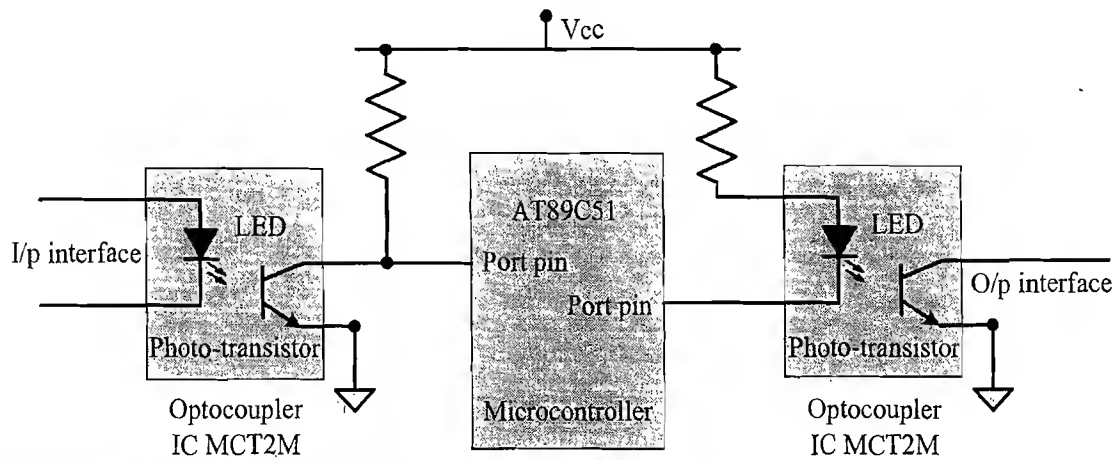 Vcc
I/p interface
LED
Photo-transistor
Optocoupler
IC MCT2M
AT89C51
Port pin
Port pin
Microcontroller
LED
Photo-transistor
O/p interface
Optocoupler
IC MCT2M